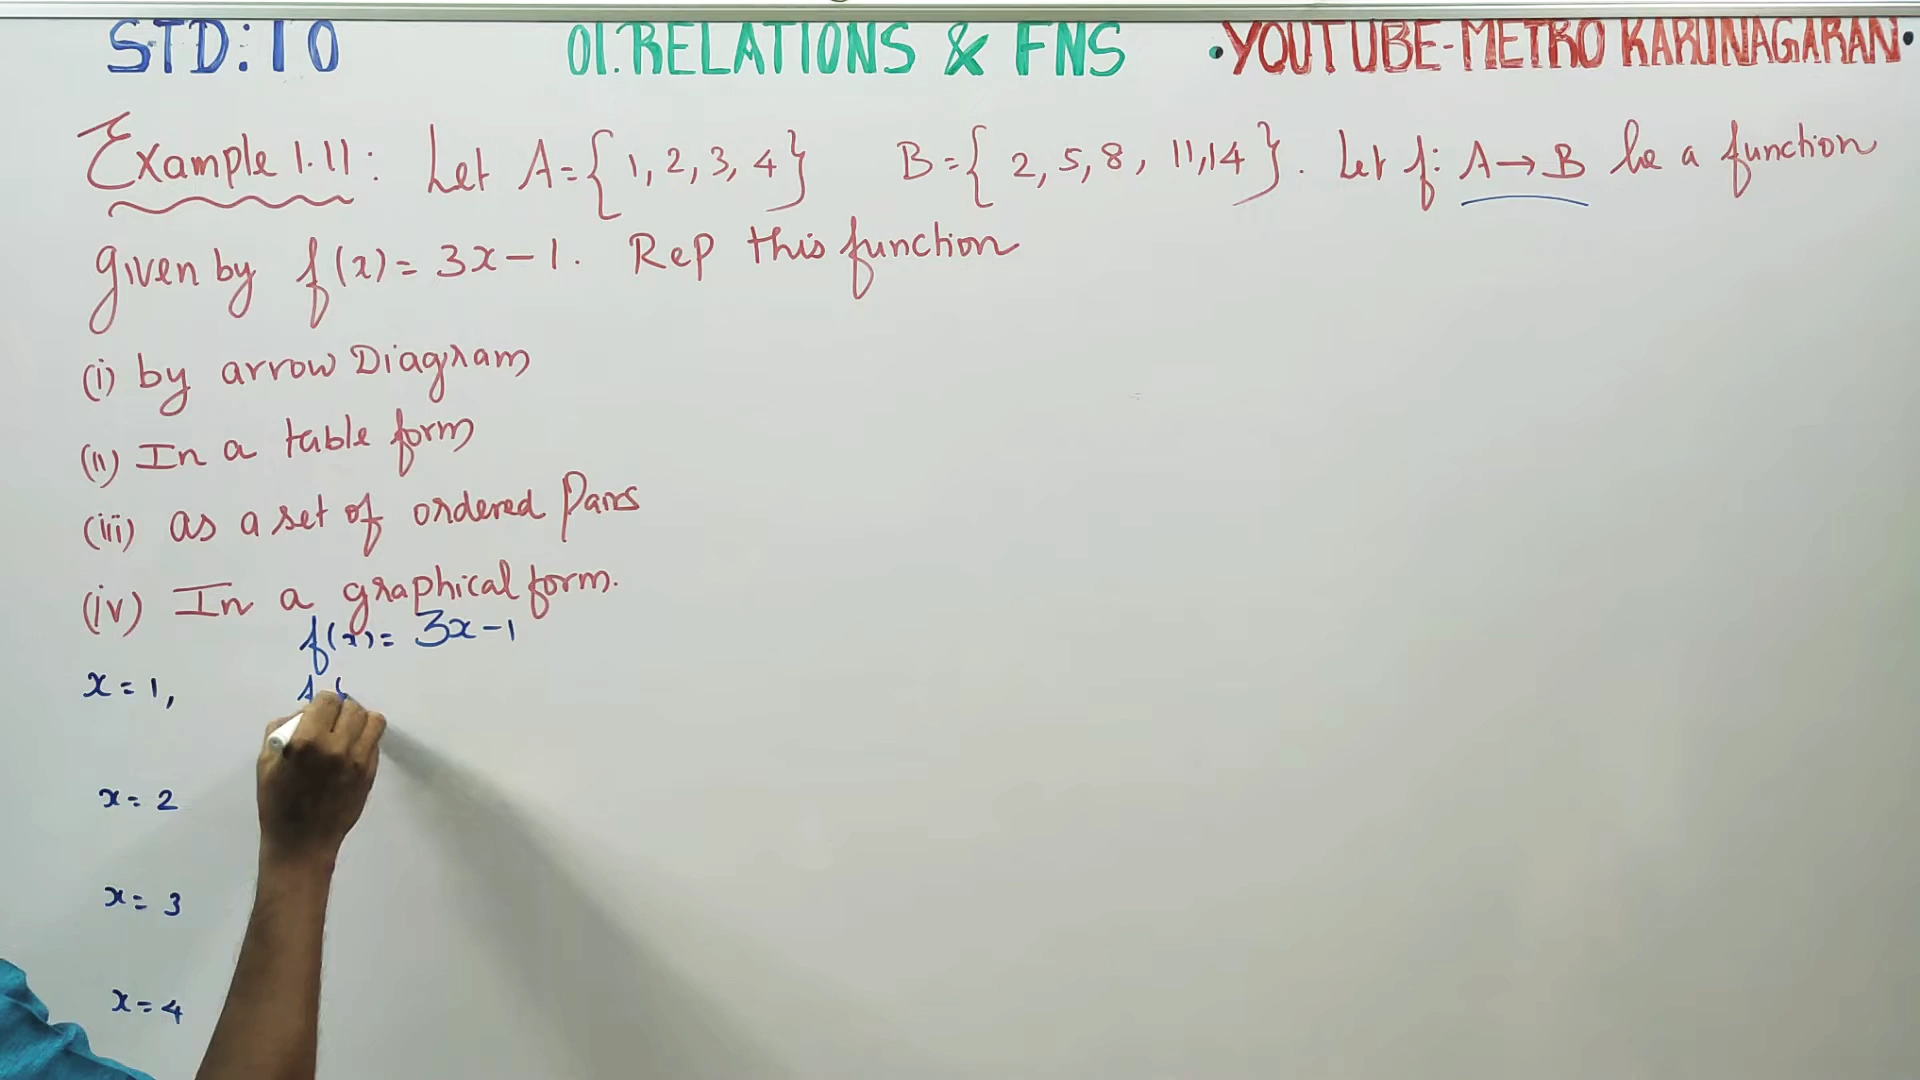 STD:10 01.RELATIONS & FNS •YOUTUBE-METRO KARUNAGARAN•
Example 1.11: Let A={1,2,3,4} B={2,5,8,11,14}. Let f: A→B be a function
given by f(x)= 3x-1. Rep this function
(i) by arrow Diagram
(ii) In a table form
(iii) as a set of ordered Pairs
(iv) In a graphical form.
f(x)= 3x-1
x=1,
x=2
x=3
x=4